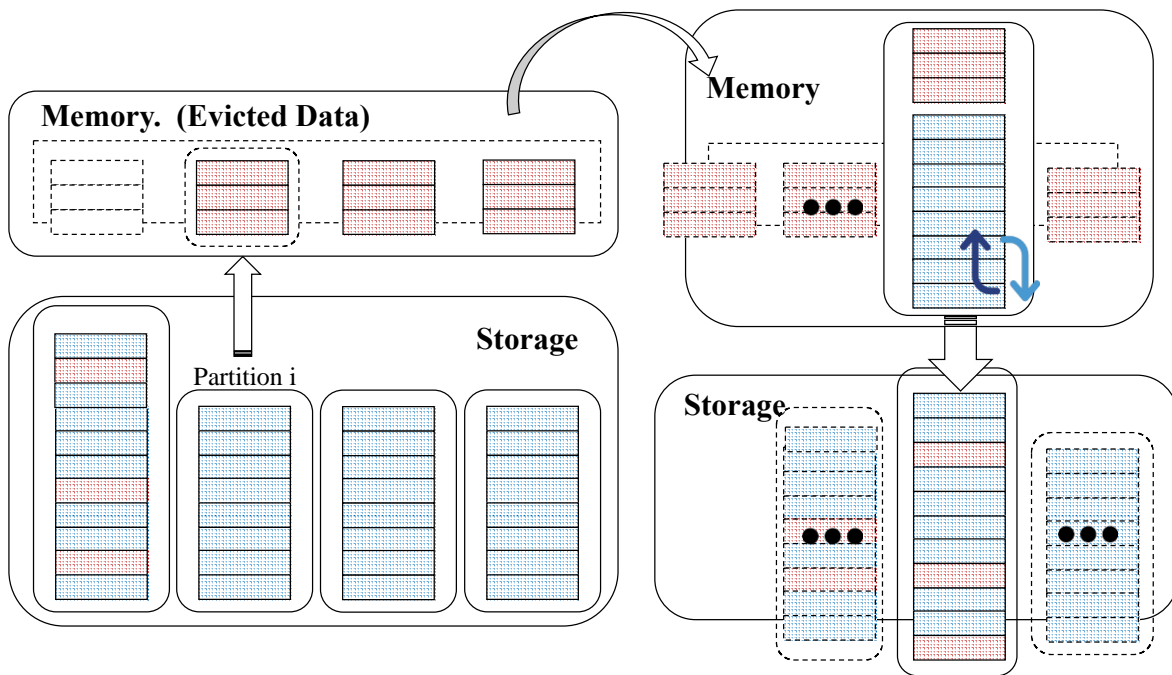 Memory. (Evicted Data)
Storage
Partition i
Memory
Storage